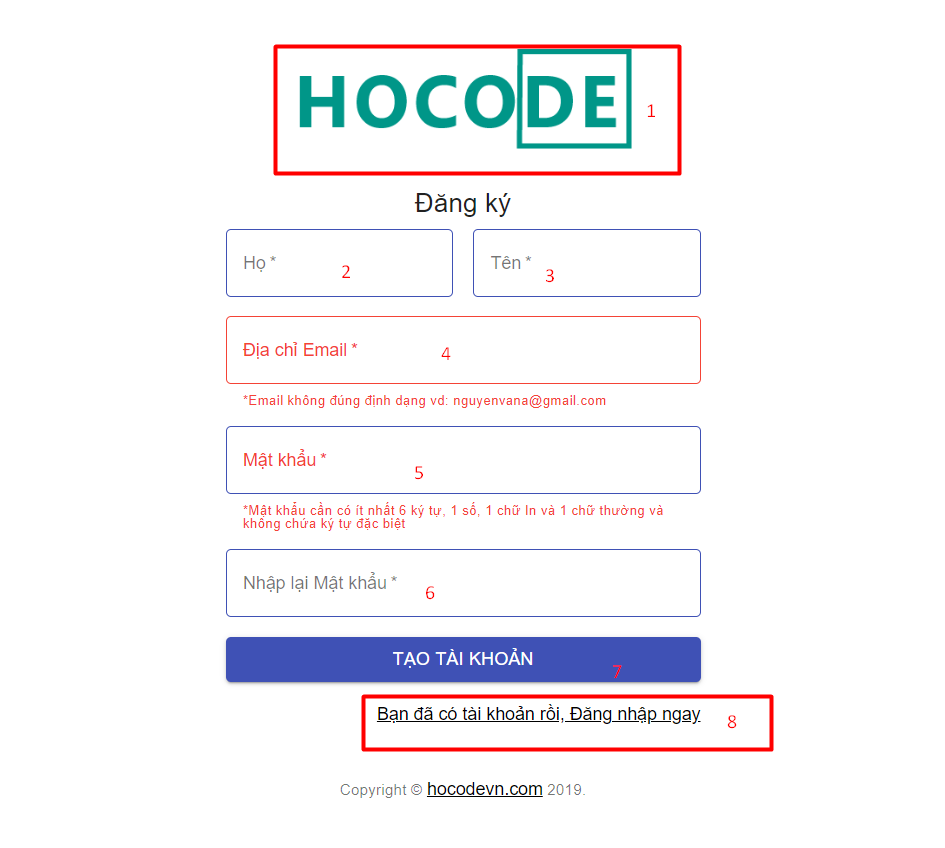 HOCODE 1
Đăng ký
Họ * 2
Tên * 3
Địa chỉ Email * 4
*Email không đúng định dạng vd: nguyenvana@gmail.com
Mật khẩu * 5
*Mật khẩu cần có ít nhất 6 ký tự, 1 số, 1 chữ In và 1 chữ thường và
không chứa ký tự đặc biệt
Nhập lại Mật khẩu * 6
TẠO TÀI KHOẢN 7
Bạn đã có tài khoản rồi, Đăng nhập ngay 8
Copyright © hocodevn.com 2019.